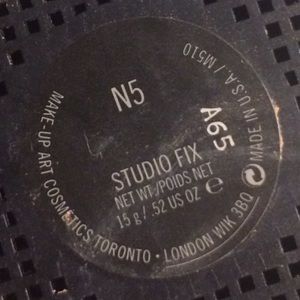 N5
A65
STUDIO FIX
NET WT./POIDS NET
15 g / .52 US OZ e
MAKE-UP ART COSMETICS TORONTO • LONDON W1K 3BQ
MADE IN U.S.A. / M510